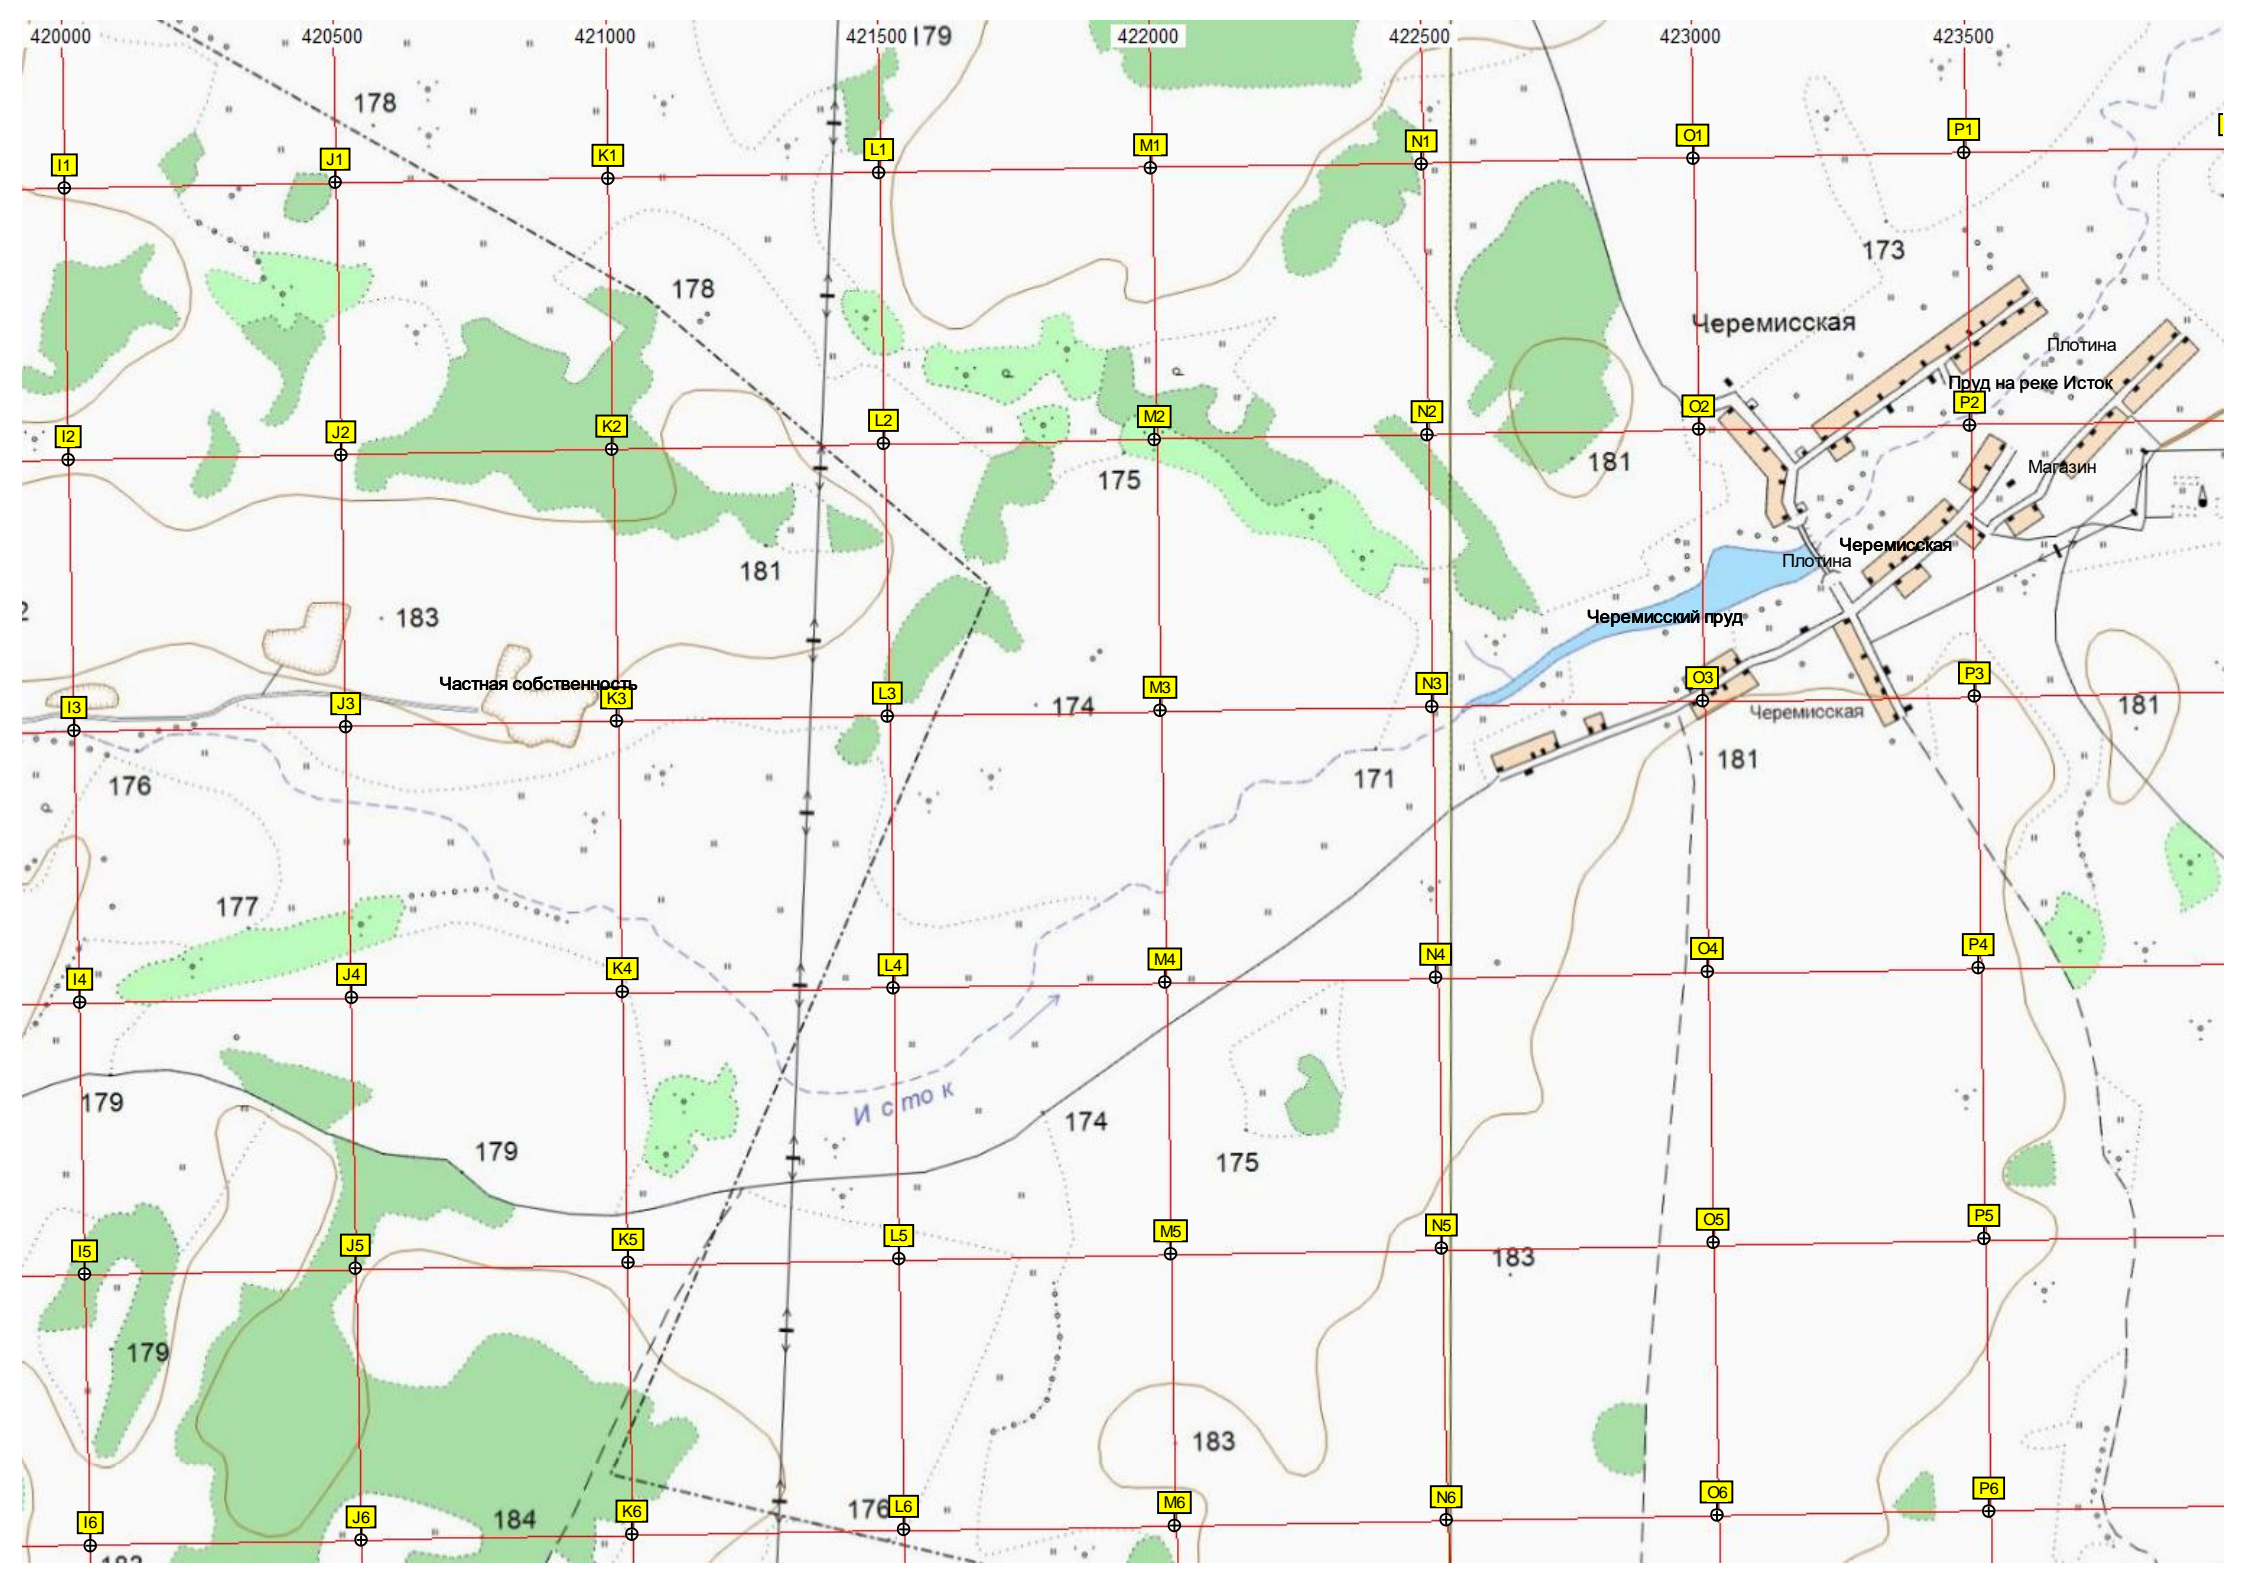 420000 420500 421000 421500 179 422000 422500 423000 423500
178
I1 J1 K1 L1 M1 N1 O1 P1
173
178
Черемисская
Плотина
Пруд на реке Исток
I2 J2 K2 L2 M2 N2 O2 P2
175 181 Магазин
Черемисская
181 Плотина
183 Черемисский пруд
Частная собственность
I3 J3 K3 L3 M3 N3 O3 P3
174 Черемисская 181
176 171 181
177
I4 J4 K4 L4 M4 N4 O4 P4
179 Исток 174
179 175
I5 J5 K5 L5 M5 N5 O5 P5
183
179
183
I6 J6 K6 L6 M6 N6 O6 P6
184 176